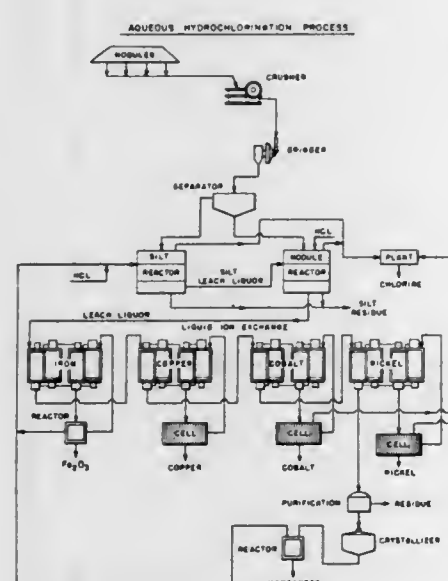 AQUEOUS HYDROCHLORINATION PROCESS
NODULES
CRUSHER
GRINDER
SEPARATOR
HCL
SILT
REACTOR
NODULE
REACTOR
PLANT
HCL
SILT
LEACH LIQUOR
CHLORINE
LEACH LIQUOR
SILT
RESIDUE
LIQUID ION EXCHANGE
IRON
COPPER
COBALT
NICKEL
REACTOR
CELL
CELL
CELL
Fe2O3
COPPER
COBALT
NICKEL
PURIFICATION
RESIDUE
REACTOR
CRYSTALLIZER